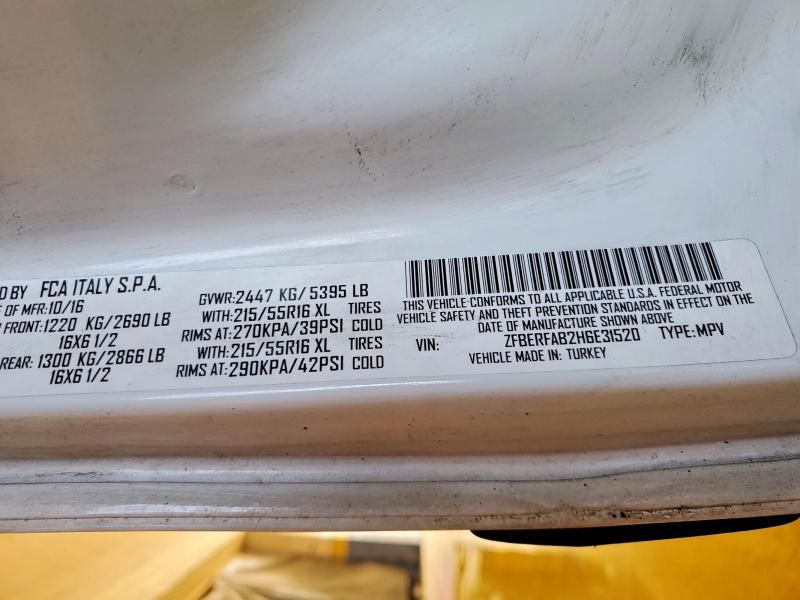 D BY FCA ITALY S.P.A.
OF MFR:10/16
FRONT:1220 KG/2690 LB
16X6 1/2
REAR: 1300 KG/2866 LB
16X6 1/2
GVWR:2447 KG/ 5395 LB
WITH:215/55R16 XL TIRES
RIMS AT:270KPA/39PSI COLD
WITH:215/55R16 XL TIRES
RIMS AT:290KPA/42PSI COLD
THIS VEHICLE CONFORMS TO ALL APPLICABLE U.S.A. FEDERAL MOTOR
VEHICLE SAFETY AND THEFT PREVENTION STANDARDS IN EFFECT ON THE
DATE OF MANUFACTURE SHOWN ABOVE
VIN: ZFBERFAB2H6E31520 TYPE:MPV
VEHICLE MADE IN: TURKEY